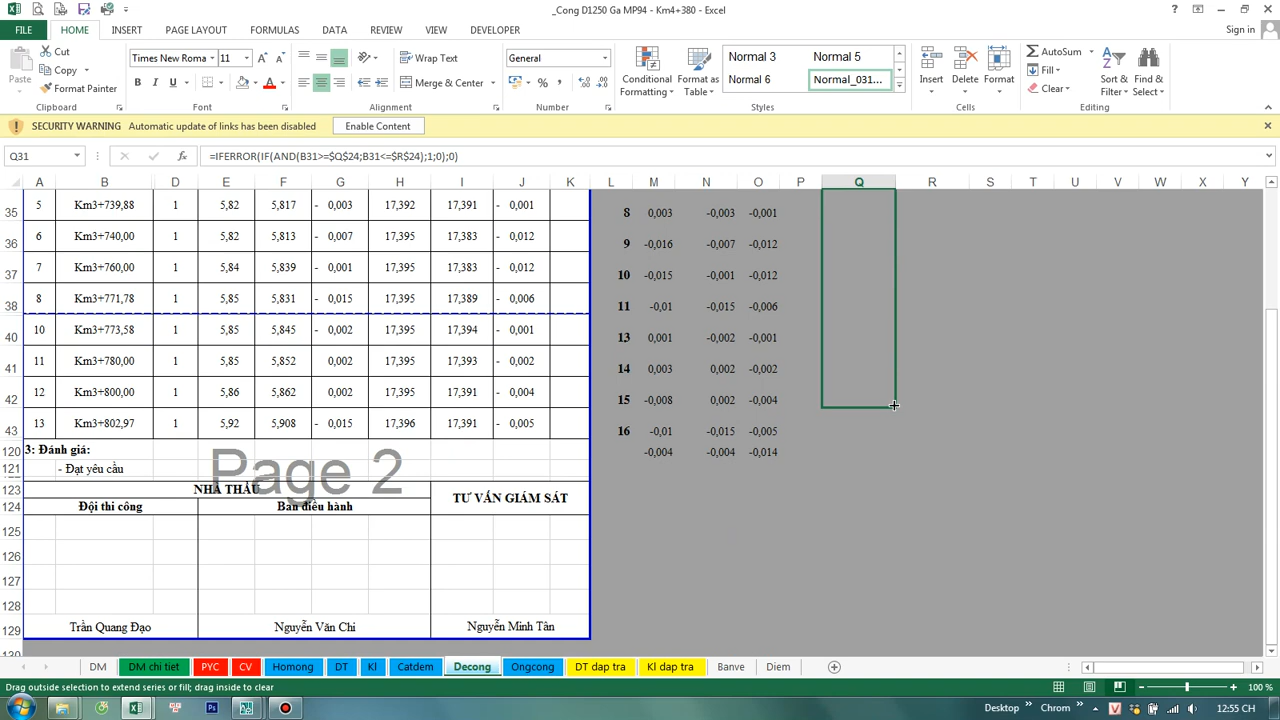 _Cong D1250 Ga MP94 - Km4+380 - Excel
FILE HOME INSERT PAGE LAYOUT FORMULAS DATA REVIEW VIEW DEVELOPER Sign in
Paste Cut Copy Format Painter Clipboard
Times New Roma 11 B I U Font
Wrap Text Merge & Center Alignment
General % , Number
Conditional Formatting Format as Table Normal 3 Normal 5 Normal 6 Normal_031... Styles
Insert Delete Format Cells
AutoSum Fill Clear Sort & Filter Find & Select Editing
SECURITY WARNING Automatic update of links has been disabled Enable Content
Q31 fx =IFERROR(IF(AND(B31>=$Q$24;B31<=$R$24);1;0);0)
A B D E F G H I J K L M N O P Q R S T U V W X Y
35 5 Km3+739,88 1 5,82 5,817 - 0,003 17,392 17,391 - 0,001 8 0,003 -0,003 -0,001
36 6 Km3+740,00 1 5,82 5,813 - 0,007 17,395 17,383 - 0,012 9 -0,016 -0,007 -0,012
37 7 Km3+760,00 1 5,84 5,839 - 0,001 17,395 17,383 - 0,012 10 -0,015 -0,001 -0,012
38 8 Km3+771,78 1 5,85 5,831 - 0,015 17,395 17,389 - 0,006 11 -0,01 -0,015 -0,006
40 10 Km3+773,58 1 5,85 5,845 - 0,002 17,395 17,394 - 0,001 13 0,001 0,002 -0,001
41 11 Km3+780,00 1 5,85 5,852 0,002 17,395 17,393 - 0,002 14 0,003 0,002 -0,002
42 12 Km3+800,00 1 5,86 5,862 0,002 17,395 17,391 - 0,004 15 -0,008 0,002 -0,004
43 13 Km3+802,97 1 5,92 5,908 - 0,015 17,396 17,391 - 0,005 16 -0,01 -0,015 -0,005
120 3: Đánh giá: -0,004 -0,004 -0,014
121 - Đạt yêu cầu
Page 2
123 NHÀ THẦU TƯ VẤN GIÁM SÁT
124 Đội thi công Ban điều hành
125
126
127
128
129 Trần Quang Đạo Nguyễn Văn Chi Nguyễn Minh Tân
130
DM DM chi tiet PYC CV Homong DT Kl Catdem Decong Ongcong DT dap tra Kl dap tra Banve Diem
Drag outside selection to extend series or fill; drag inside to clear 100 %
Desktop » Chrom » 12:55 CH